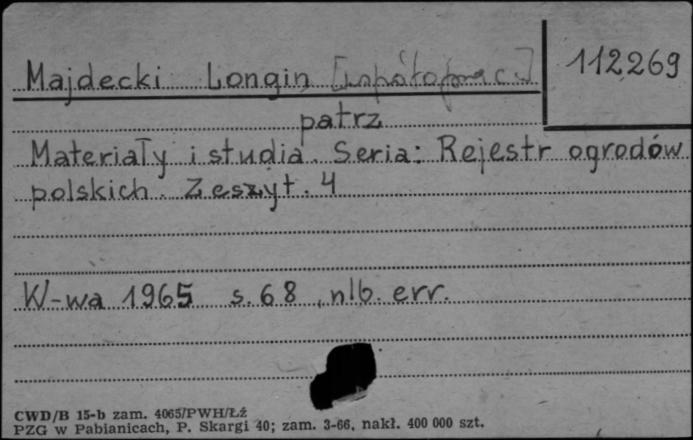 Majdecki Longin [współoprac.] 112269
patrz
Materiały i studia. Seria: Rejestr ogrodów
polskich. Zeszyt. 4
W-wa 1965 s. 68, nlb. err.
CWD/B 15-b zam. 4065/PWH/Łź
PZG w Pabianicach, P. Skargi 40; zam. 3-66, nakł. 400 000 szt.